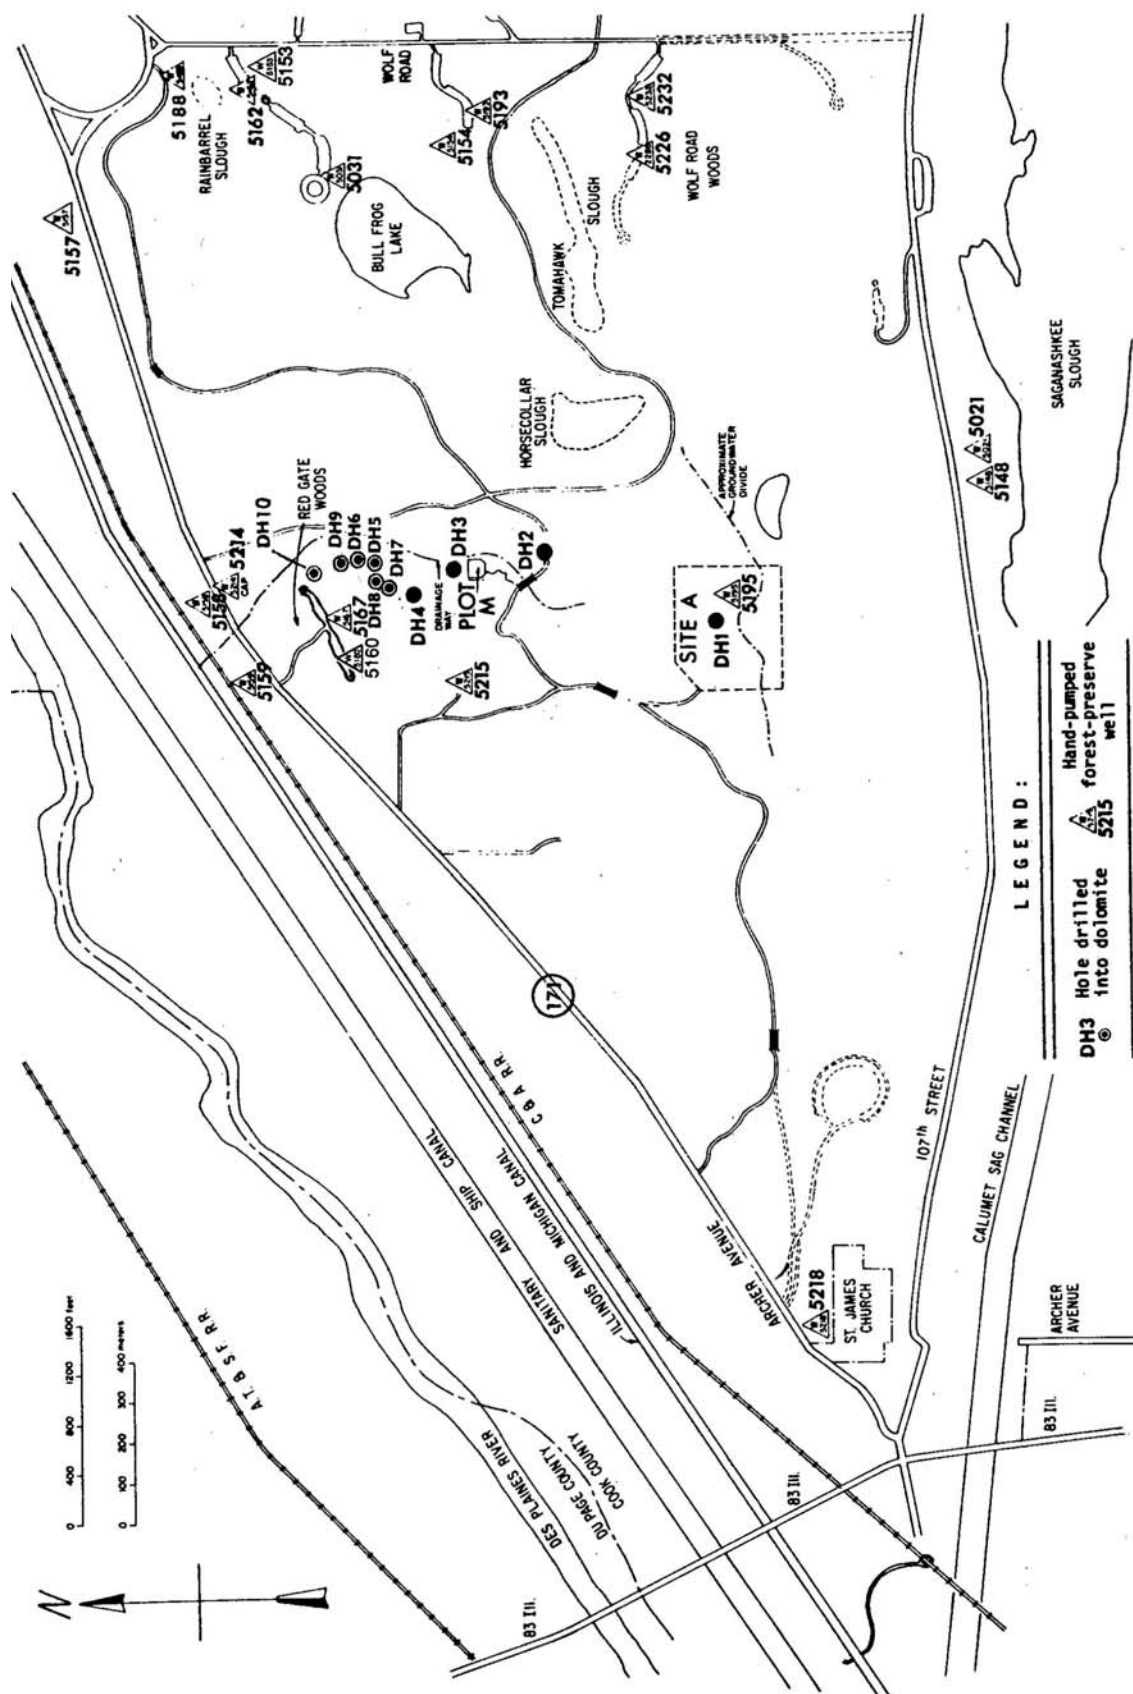 N
0 400 800 1200 1600 feet
0 100 200 300 400 meters
A.T. & S.F. R.R.
DES PLAINES RIVER
DU PAGE COUNTY
COOK COUNTY
SANITARY AND SHIP CANAL
ILLINOIS AND MICHIGAN CANAL
C & A R.R.
83 Ill.
83 Ill.
83 Ill.
171
ARCHER AVENUE
5218
ST. JAMES
CHURCH
107th STREET
CALUMET SAG CHANNEL
ARCHER
AVENUE
5157
5188
RAINBARREL
SLOUGH
5162
5153
5031
BULL FROG
LAKE
WOLF
ROAD
5154
5193
TOMAHAWK
SLOUGH
5226
5232
WOLF ROAD
WOODS
HORSECOLLAR
SLOUGH
RED GATE
WOODS
5158
5214
CAP
5159
DH10
DH9
DH6
DH5
DH7
DH8
DH4
5167
5160
DRAINAGE
WAY
DH3
PLOT
M
DH2
5215
SITE A
DH1
5195
APPROXIMATE
GROUNDWATER
DIVIDE
5148
5021
SAGANASHKEE
SLOUGH
LEGEND:
DH3 Hole drilled
into dolomite
5215 Hand-pumped
forest-preserve
well